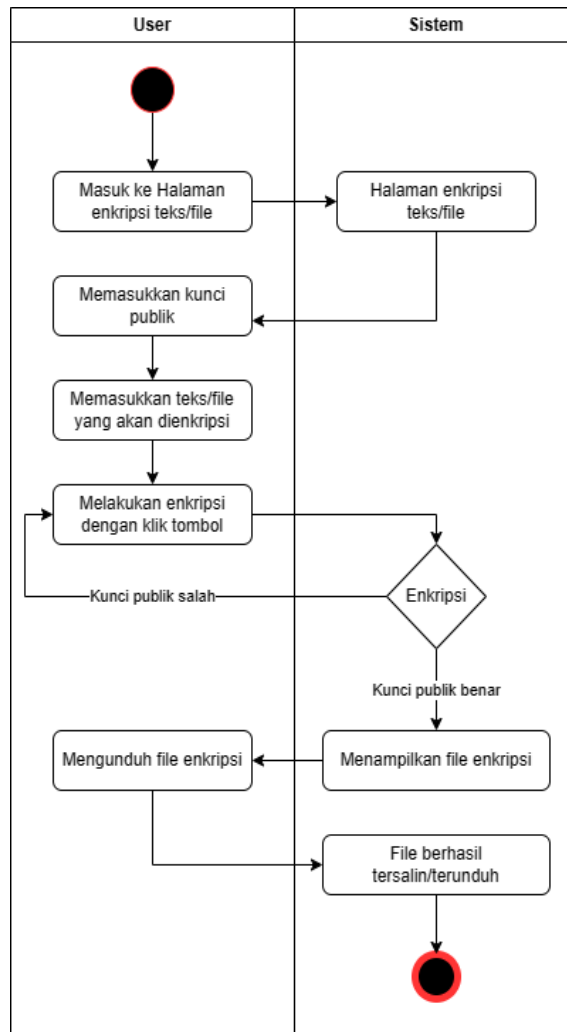 User
Sistem
Masuk ke Halaman
enkripsi teks/file
Halaman enkripsi
teks/file
Memasukkan kunci
publik
Memasukkan teks/file
yang akan dienkripsi
Melakukan enkripsi
dengan klik tombol
Enkripsi
Kunci publik salah
Kunci publik benar
Menampilkan file enkripsi
Mengunduh file enkripsi
File berhasil
tersalin/terunduh